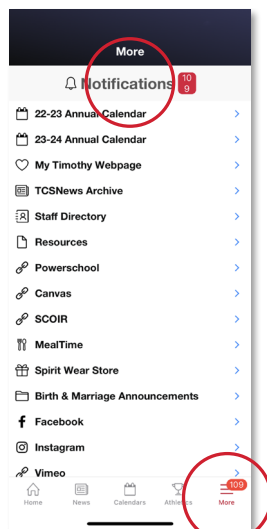 More
Notifications 10
9
22-23 Annual Calendar
23-24 Annual Calendar
My Timothy Webpage
TCSNews Archive
Staff Directory
Resources
Powerschool
Canvas
SCOIR
MealTime
Spirit Wear Store
Birth & Marriage Announcements
Facebook
Instagram
Vimeo
109
Home News Calendars Athletics More